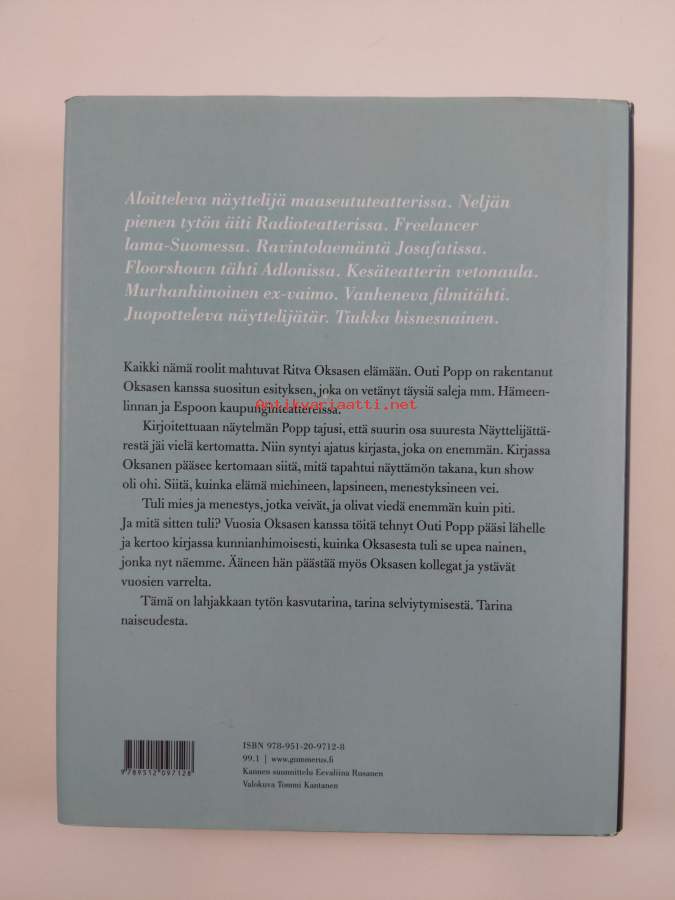 Aloitteleva näyttelijä maaseututeatterissa. Neljän
pienen tytön äiti Radioteatterissa. Freelancer
lama-Suomessa. Ravintolaemäntä Josafatissa.
Floorshown tähti Adlonissa. Kesäteatterin vetonaula.
Murhanhimoinen ex-vaimo. Vanheneva filmitähti.
Juopotteleva näyttelijätär. Tiukka bisnesnainen.
Kaikki nämä roolit mahtuvat Ritva Oksasen elämään. Outi Popp on rakentanut
Oksasen kanssa suositun esityksen, joka on vetänyt täysiä saleja mm. Hämeen-
linnan ja Espoon kaupunginteattereissa.
Antikvariaatti.net
Kirjoitettuaan näytelmän Popp tajusi, että suurin osa suuresta Näyttelijättä-
restä jäi vielä kertomatta. Niin syntyi ajatus kirjasta, joka on enemmän. Kirjassa
Oksanen pääsee kertomaan siitä, mitä tapahtui näyttämön takana, kun show
oli ohi. Siitä, kuinka elämä miehineen, lapsineen, menestyksineen vei.
Tuli mies ja menestys, jotka veivät, ja olivat viedä enemmän kuin piti.
Ja mitä sitten tuli? Vuosia Oksasen kanssa töitä tehnyt Outi Popp pääsi lähelle
ja kertoo kirjassa kunnianhimoisesti, kuinka Oksasesta tuli se upea nainen,
jonka nyt näemme. Ääneen hän päästää myös Oksasen kollegat ja ystävät
vuosien varrelta.
Tämä on lahjakkaan tytön kasvutarina, tarina selviytymisestä. Tarina
naiseudesta.
ISBN 978-951-20-9712-8
99.1 | www.gummerus.fi
Kannen suunnittelu Eevaliina Rusanen
Valokuva Tommi Kantanen
9 789512 097128